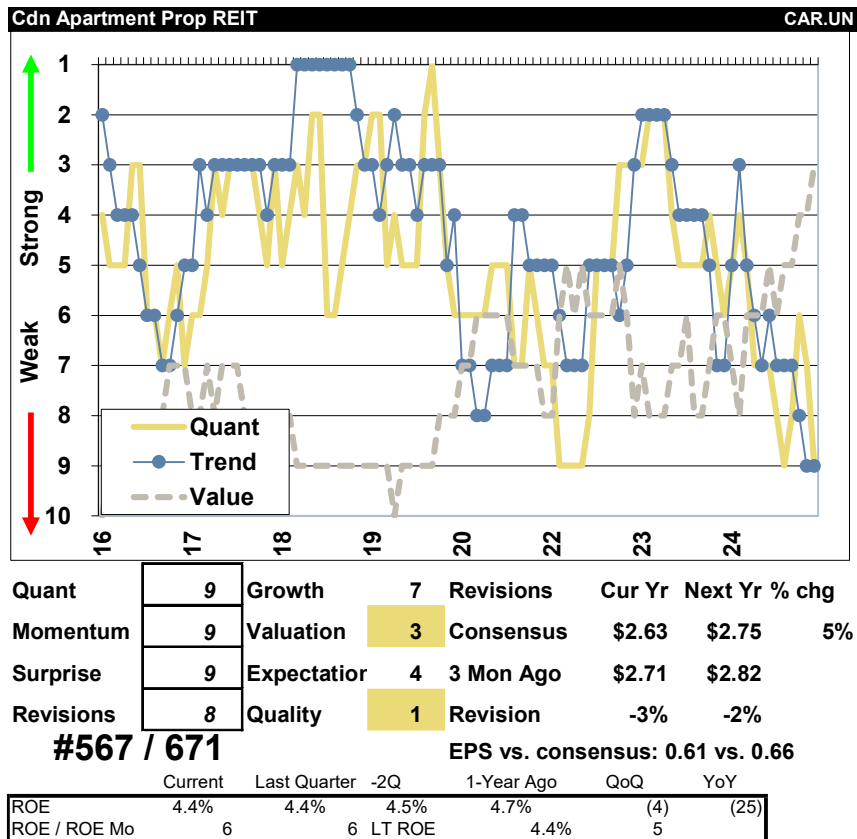 Cdn Apartment Prop REIT CAR.UN
1
2
3
4
5
6
7
8
9
10
Strong
Weak
Quant
Trend
Value
16 17 18 19 20 21 22 23 24
Quant 9 Growth 7 Revisions Cur Yr Next Yr % chg
Momentum 9 Valuation 3 Consensus $2.63 $2.75 5%
Surprise 9 Expectation 4 3 Mon Ago $2.71 $2.82
Revisions 8 Quality 1 Revision -3% -2%
#567 / 671 EPS vs. consensus: 0.61 vs. 0.66
Current Last Quarter -2Q 1-Year Ago QoQ YoY
ROE 4.4% 4.4% 4.5% 4.7% (4) (25)
ROE / ROE Mo 6 6 LT ROE 4.4% 5